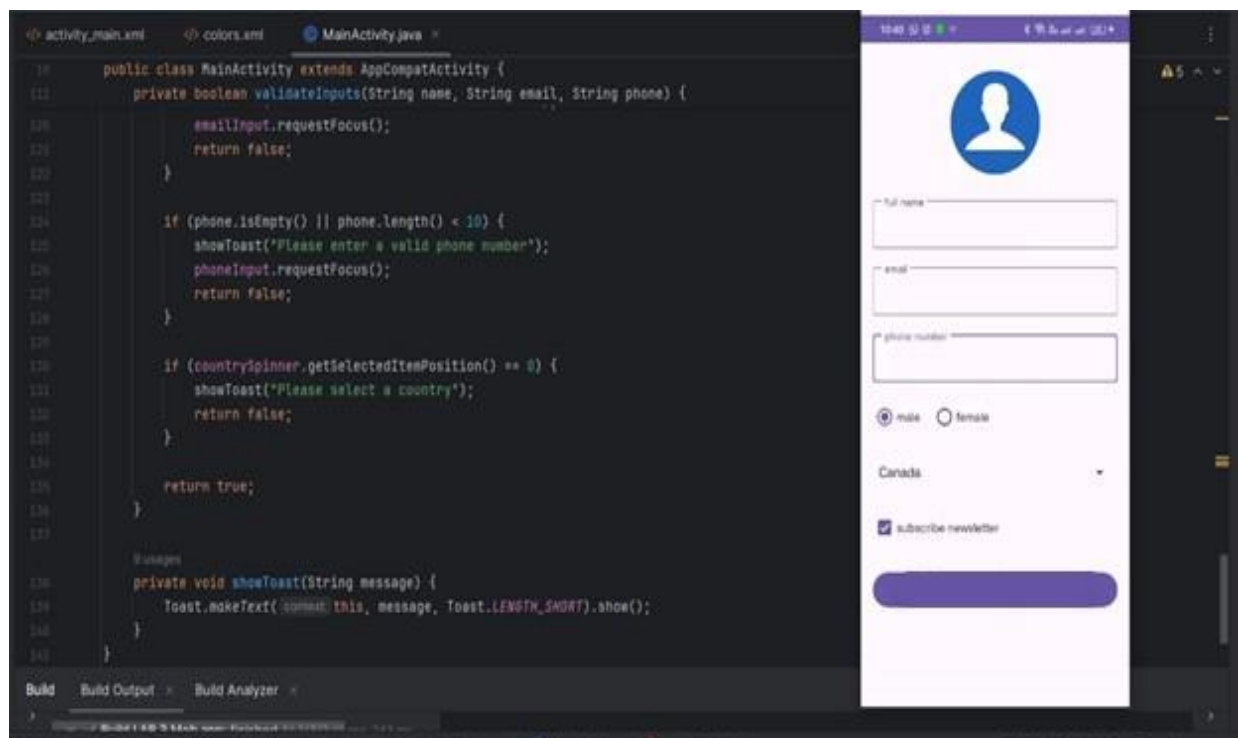 activity_main.xml colors.xml MainActivity.java
public class MainActivity extends AppCompatActivity {
private boolean validateInputs(String name, String email, String phone) {
5
emailInput.requestFocus();
return false;
}
if (phone.isEmpty() || phone.length() < 10) {
showToast("Please enter a valid phone number");
phoneInput.requestFocus();
return false;
}
if (countrySpinner.getSelectedItemPosition() == 0) {
showToast("Please select a country");
return false;
}
return true;
}
private void showToast(String message) {
Toast.makeText( context: this, message, Toast.LENGTH_SHORT).show();
}
}
Build Build Output Build Analyzer
full name
email
phone number
male female
Canada
subscribe newsletter